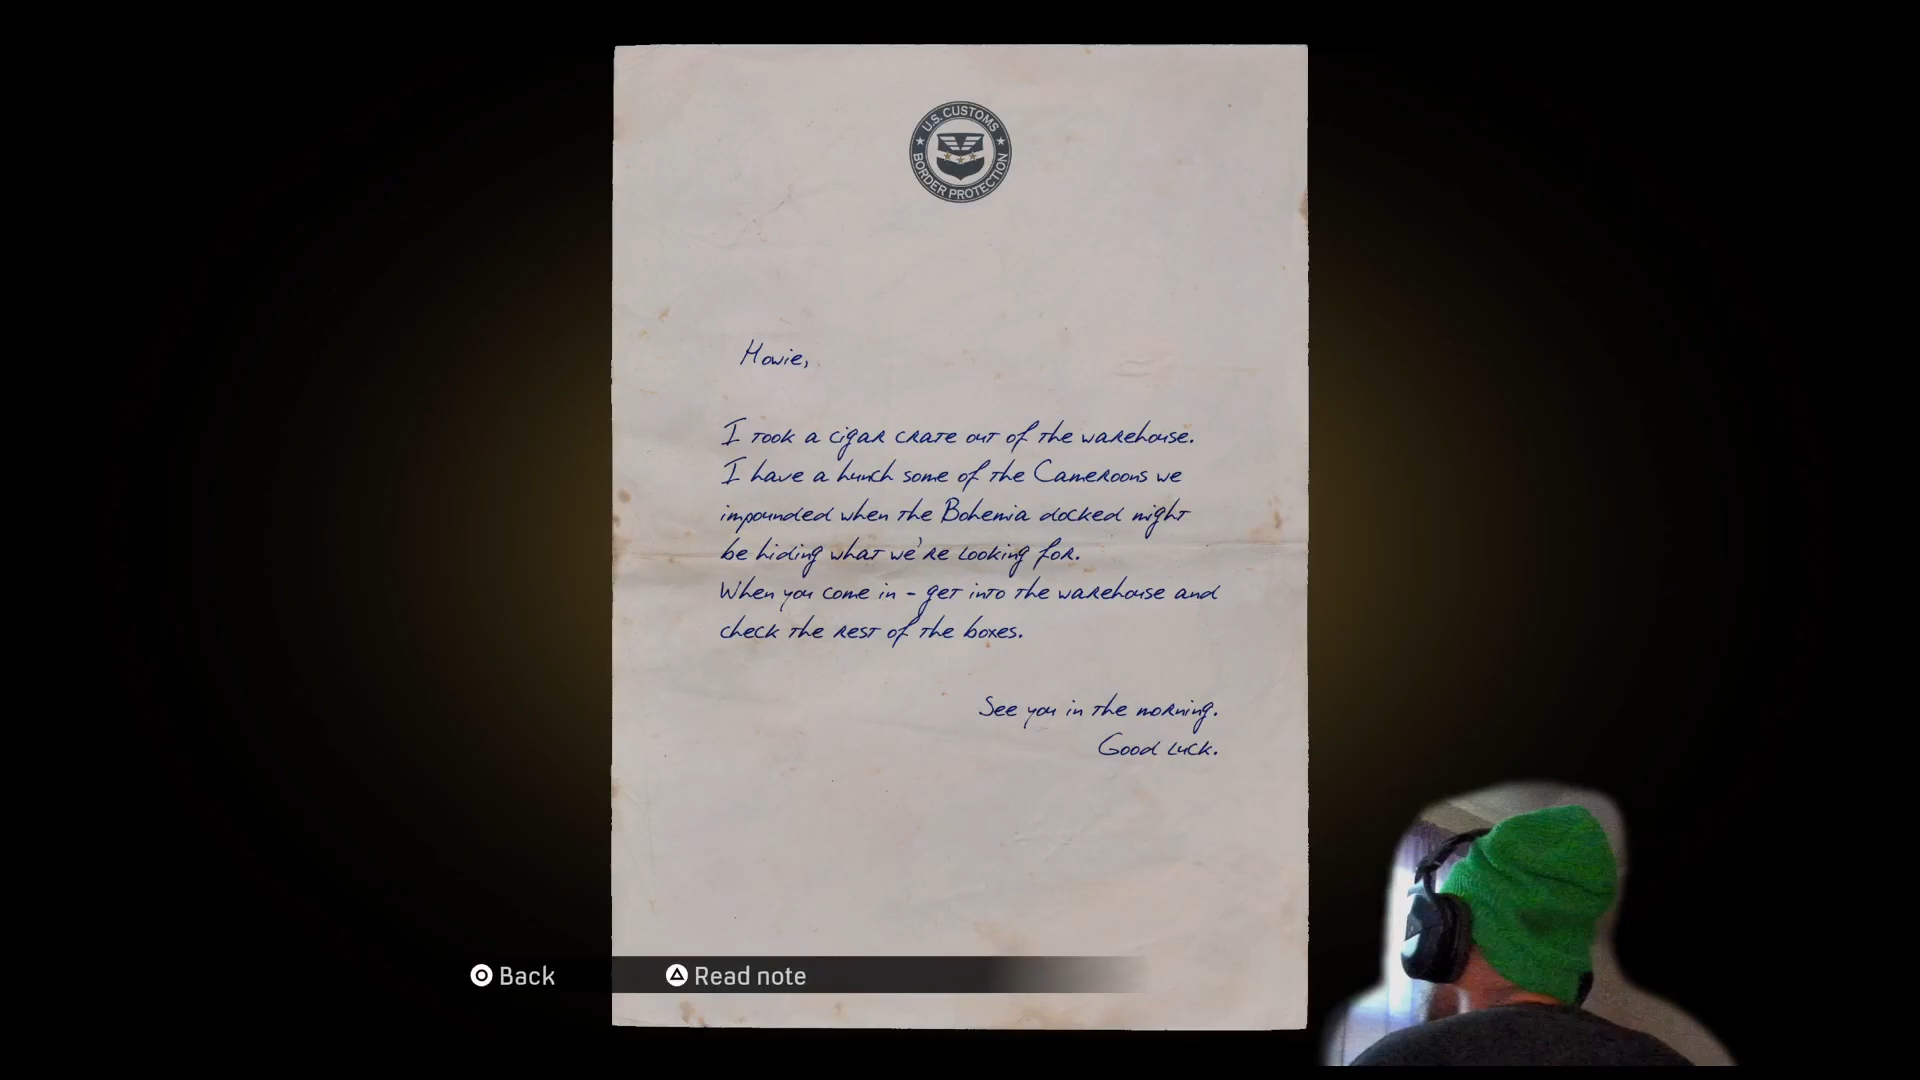 U.S. CUSTOMS
BORDER PROTECTION
Howie,
I took a cigar crate out of the warehouse.
I have a hunch some of the Cameroons we
impounded when the Bohemia docked might
be hiding what we're looking for.
When you come in - get into the warehouse and
check the rest of the boxes.
See you in the morning.
Good luck.
Back
Read note